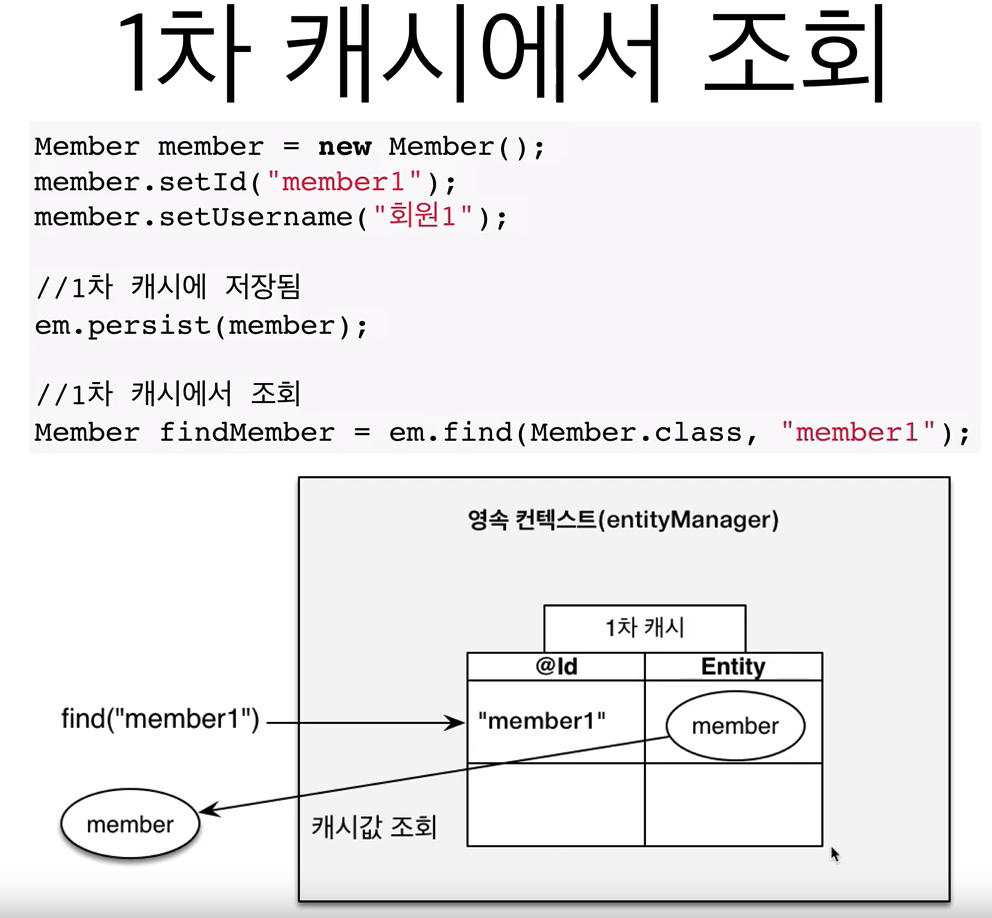 1차 캐시에서 조회
Member member = new Member();
member.setId("member1");
member.setUsername("회원1");
//1차 캐시에 저장됨
em.persist(member);
//1차 캐시에서 조회
Member findMember = em.find(Member.class, "member1");
영속 컨텍스트(entityManager)
1차 캐시
@Id Entity
find("member1") "member1" member
member 캐시값 조회